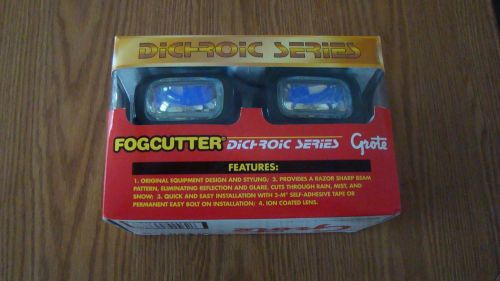 DICHROIC SERIES
FOGCUTTER® DICHROIC SERIES Grote
FEATURES:
1. ORIGINAL EQUIPMENT DESIGN AND STYLING; 2. PROVIDES A RAZOR SHARP BEAM
PATTERN, ELIMINATING REFLECTION AND GLARE, CUTS THROUGH RAIN, MIST, AND
SNOW; 3. QUICK AND EASY INSTALLATION WITH 3-M® SELF-ADHESIVE TAPE OR
PERMANENT EASY BOLT ON INSTALLATION; 4. ION COATED LENS.
Grote